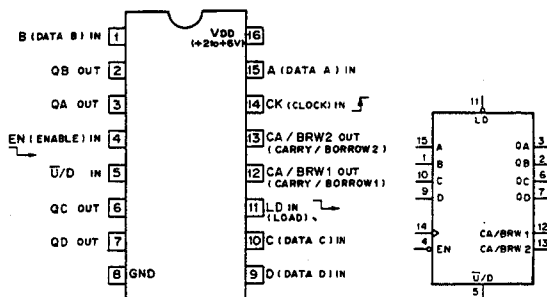 B (DATA B) IN 1
QB OUT 2
QA OUT 3
EN (ENABLE) IN 4
U̅/D IN 5
QC OUT 6
QD OUT 7
8 GND
16 VDD
(+2to+6V)
15 A (DATA A) IN
14 CK (CLOCK) IN
13 CA/BRW2 OUT
(CARRY/BORROW2)
12 CA/BRW1 OUT
(CARRY/BORROW1)
11 LD IN
(LOAD)
10 C (DATA C) IN
9 D (DATA D) IN
11
LD
15 A QA 3
1 B QB 2
10 C QC 6
9 D QD 7
14 CA/BRW1 12
4 EN CA/BRW2 13
U̅/D
5